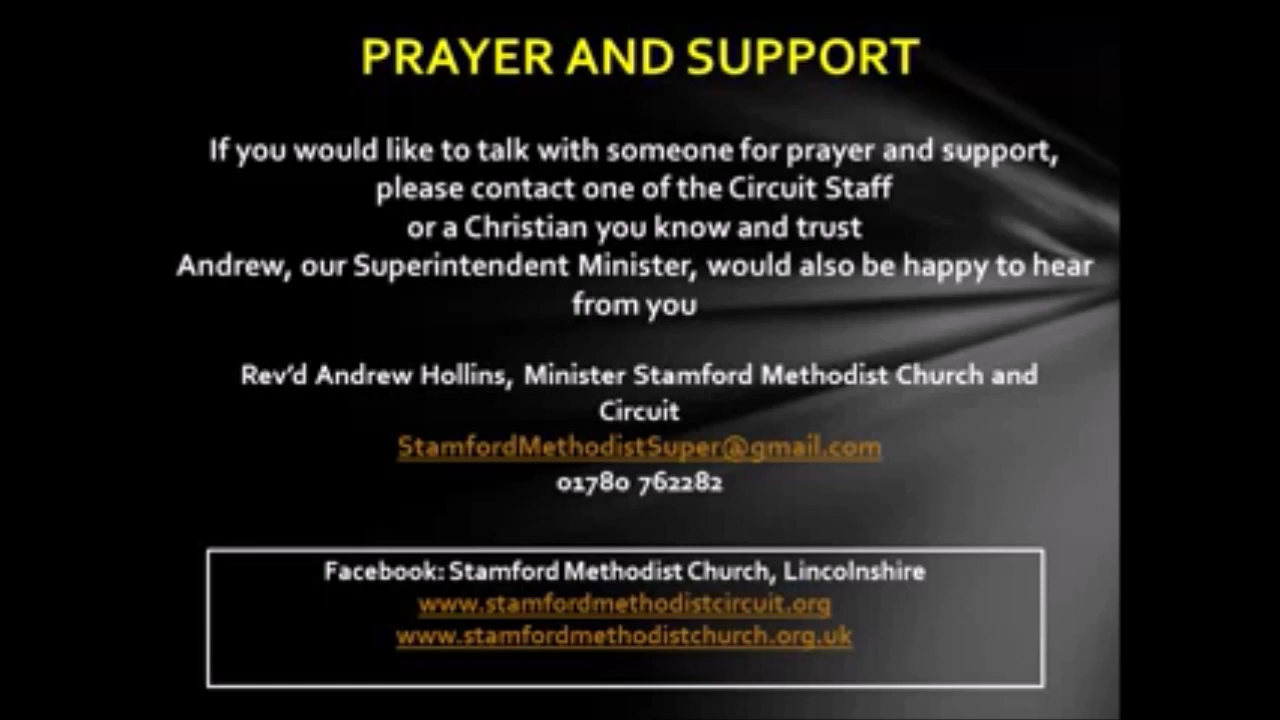 PRAYER AND SUPPORT
If you would like to talk with someone for prayer and support,
please contact one of the Circuit Staff
or a Christian you know and trust
Andrew, our Superintendent Minister, would also be happy to hear
from you
Rev'd Andrew Hollins, Minister Stamford Methodist Church and
Circuit
StamfordMethodistSuper@gmail.com
01780 762282
Facebook: Stamford Methodist Church, Lincolnshire
www.stamfordmethodistcircuit.org
www.stamfordmethodistchurch.org.uk